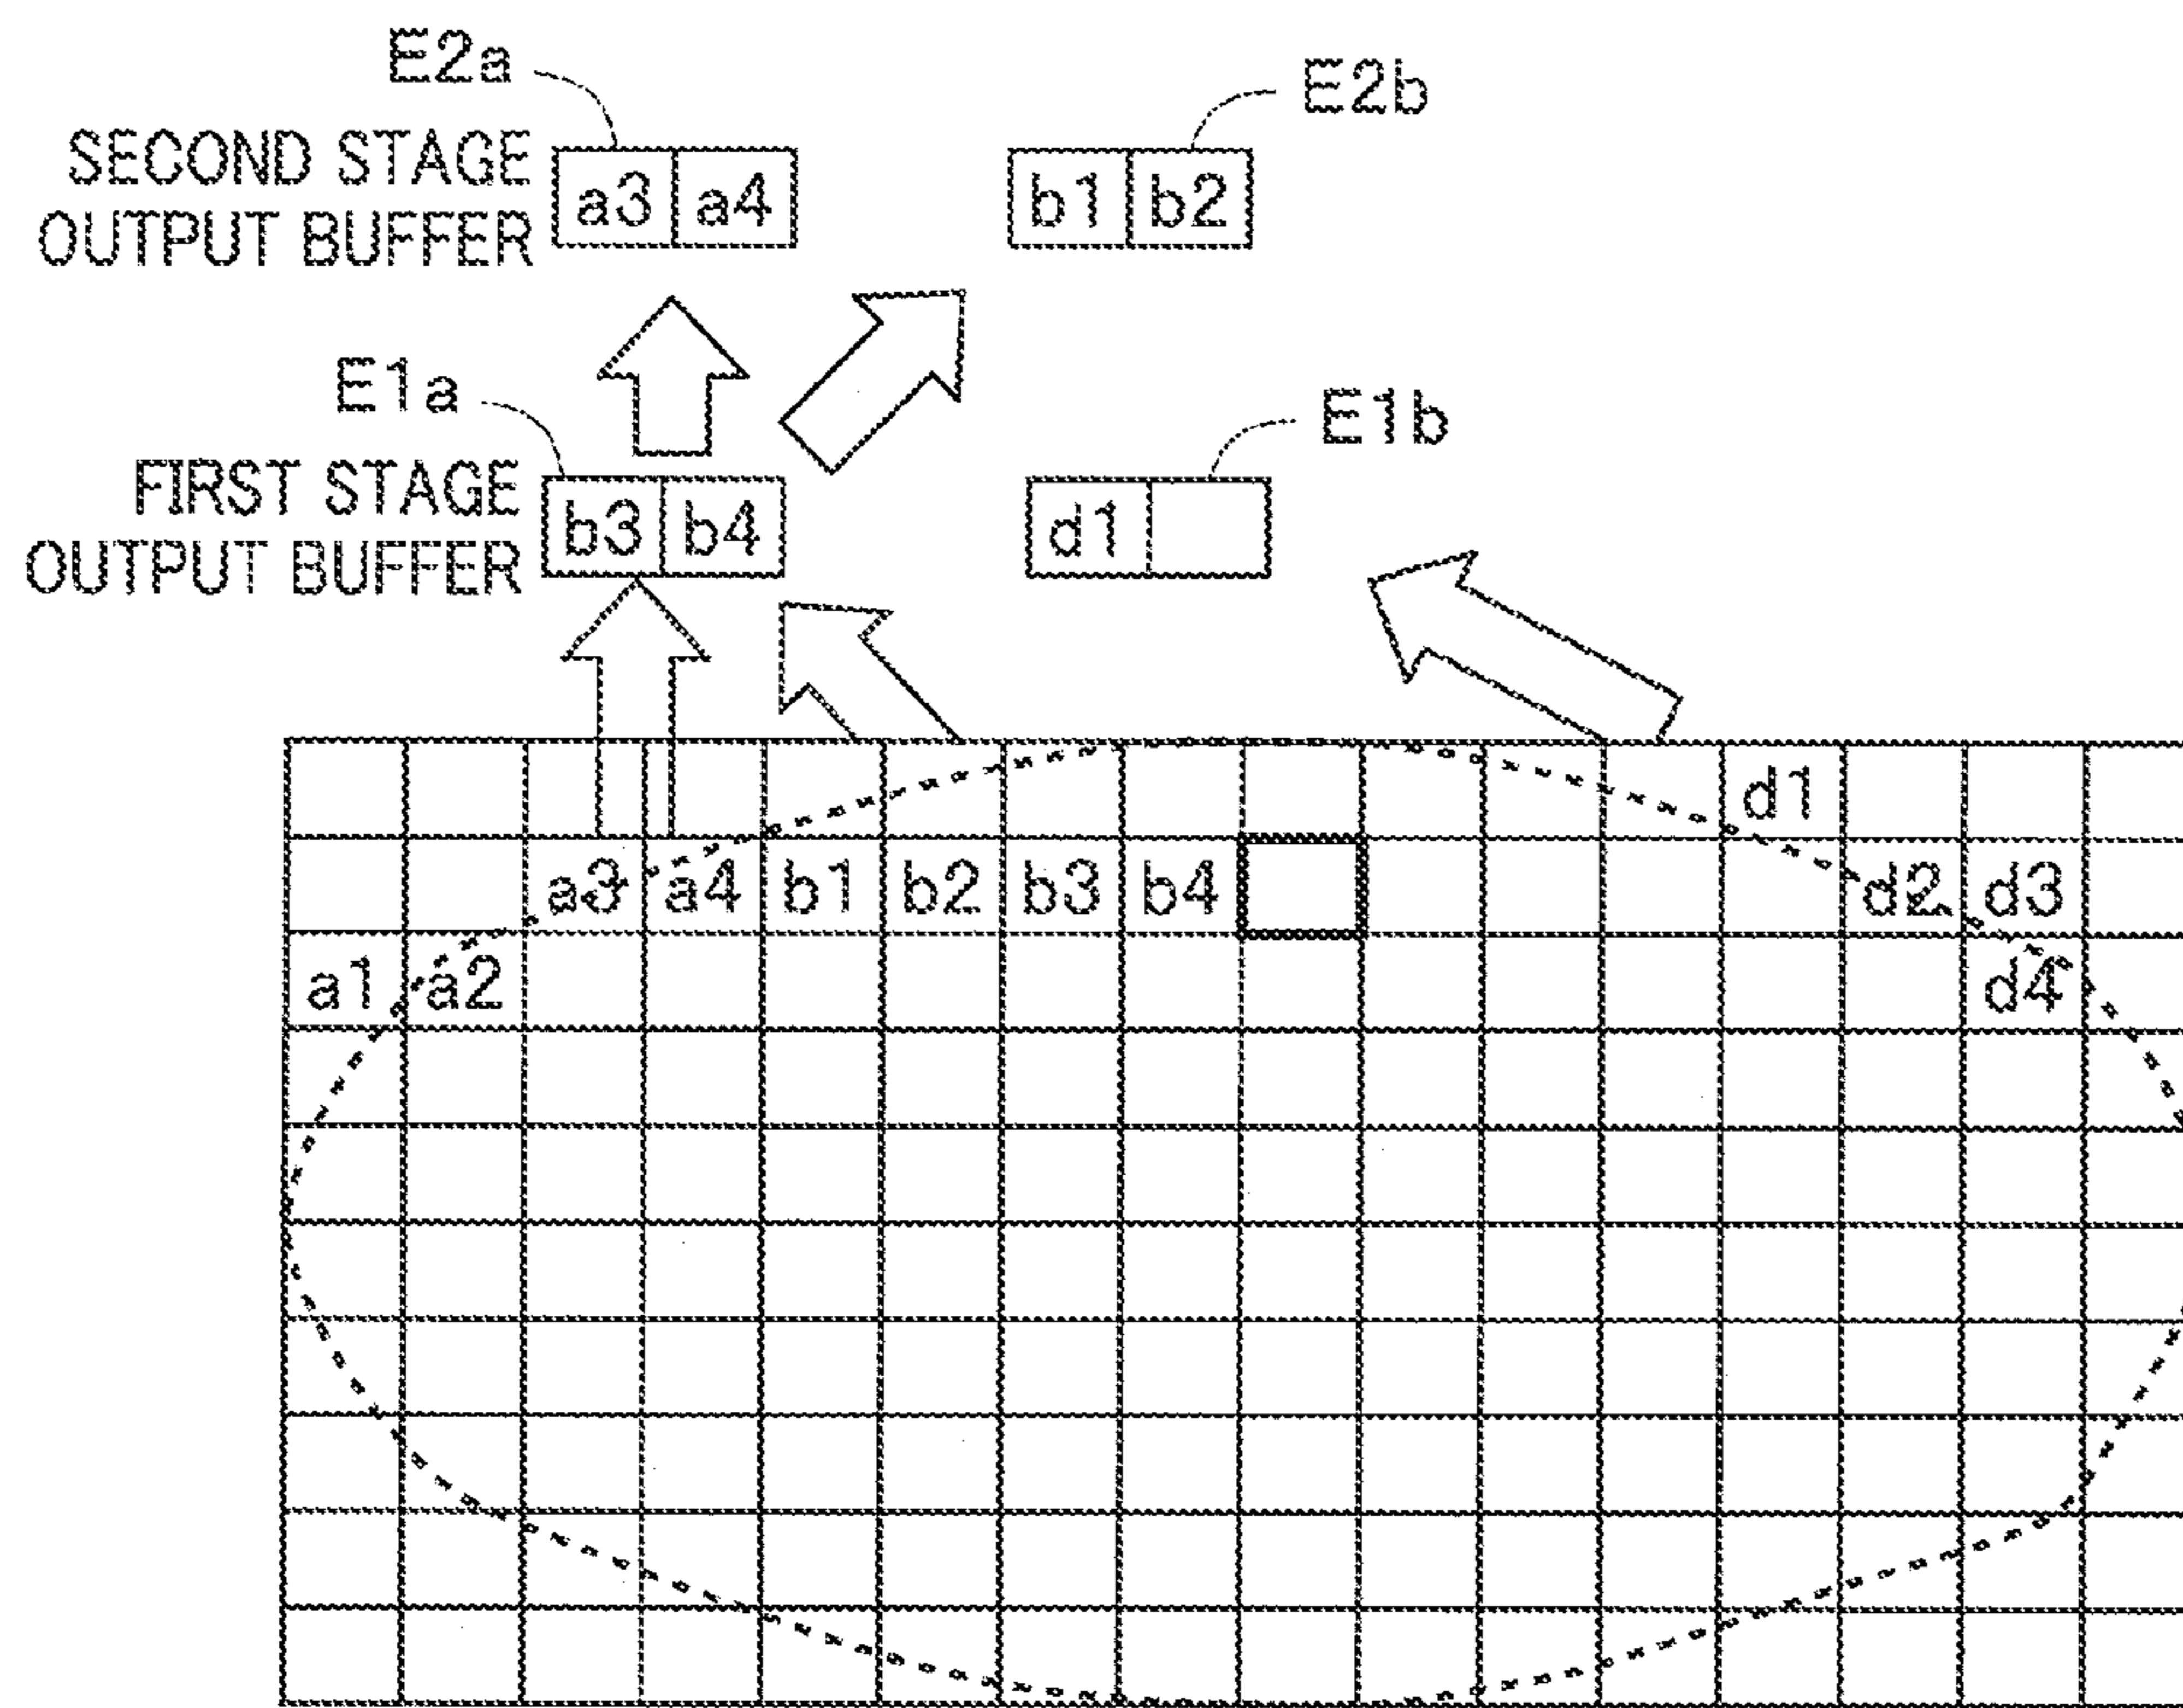 E2a
E2b
SECOND STAGE
OUTPUT BUFFER
a3 a4
b1 b2
E1a
E1b
FIRST STAGE
OUTPUT BUFFER
b3 b4
d1
d1
a3 a4 b1 b2 b3 b4 d2 d3
a1 a2 d4